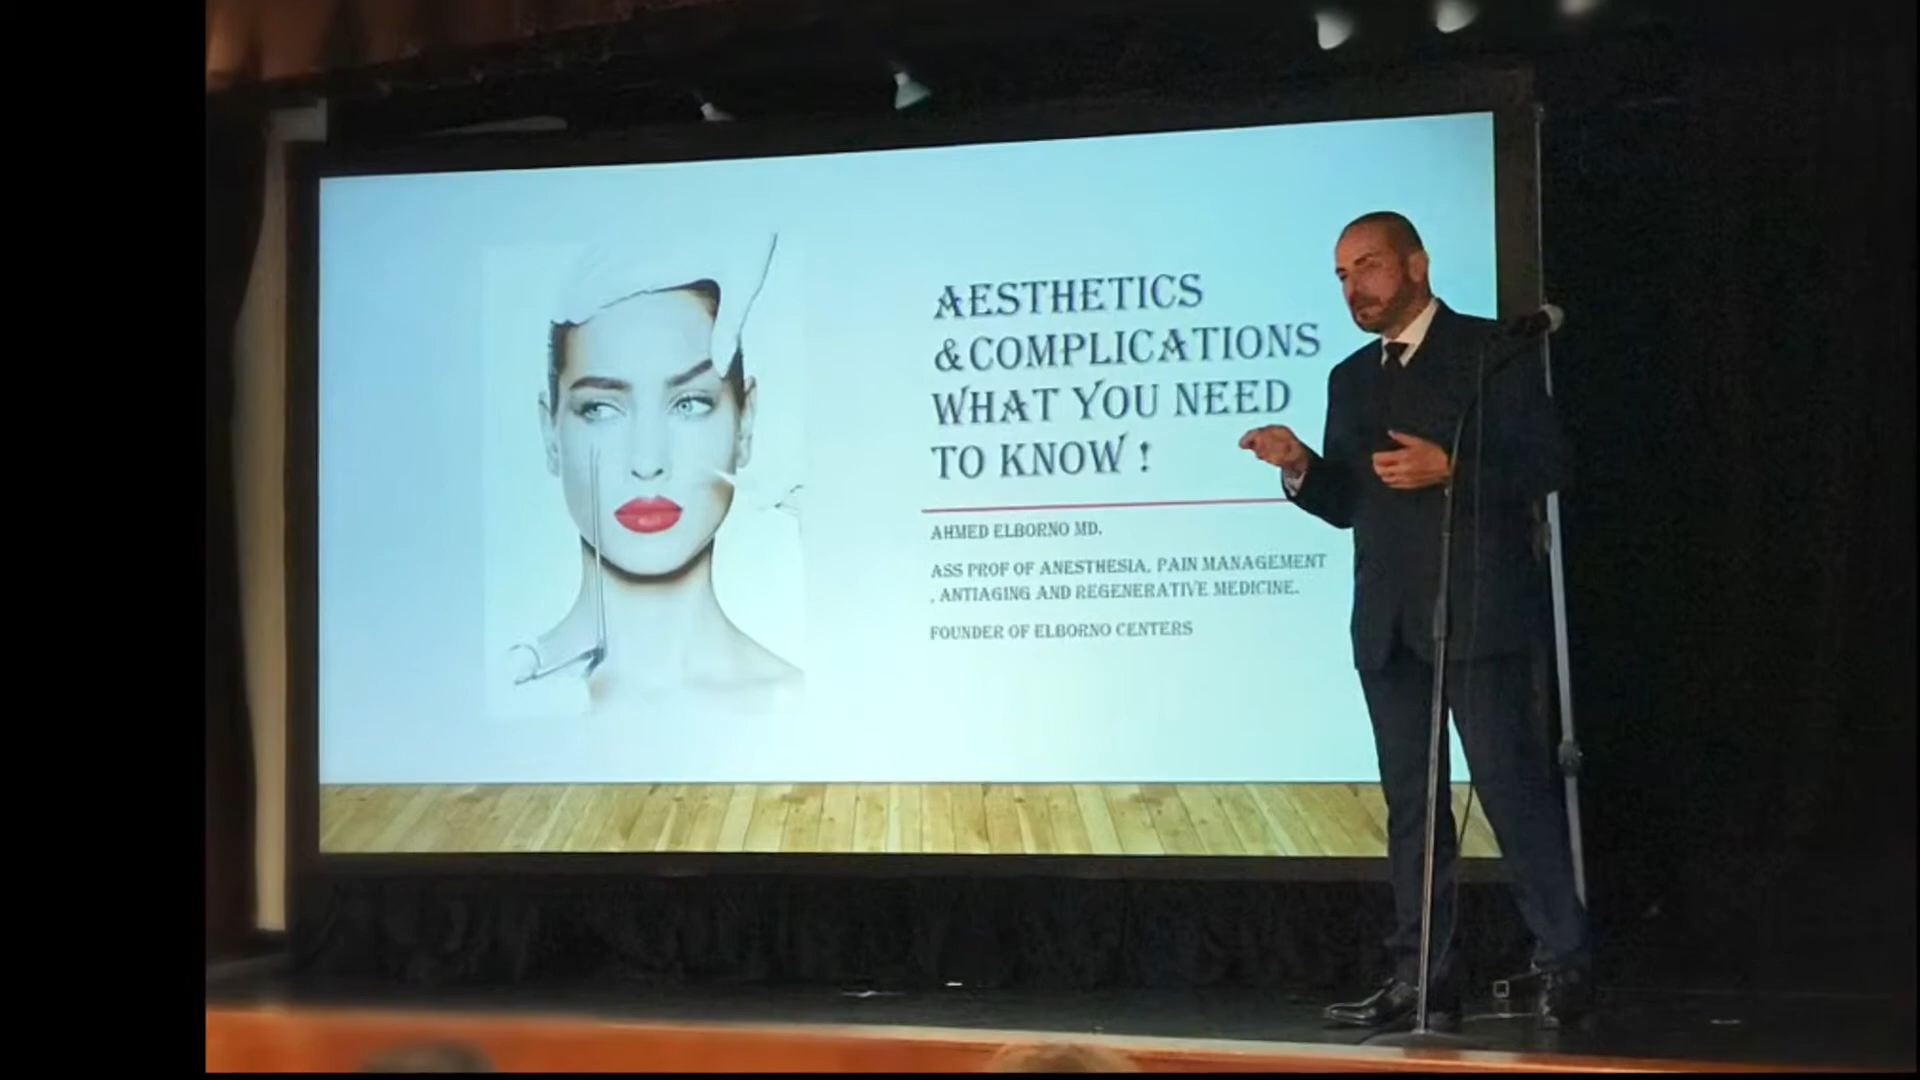 AESTHETICS
&COMPLICATIONS
WHAT YOU NEED
TO KNOW !
AHMED ELBORNO MD.
ASS PROF OF ANESTHESIA, PAIN MANAGEMENT
, ANTIAGING AND REGENERATIVE MEDICINE.
FOUNDER OF ELBORNO CENTERS